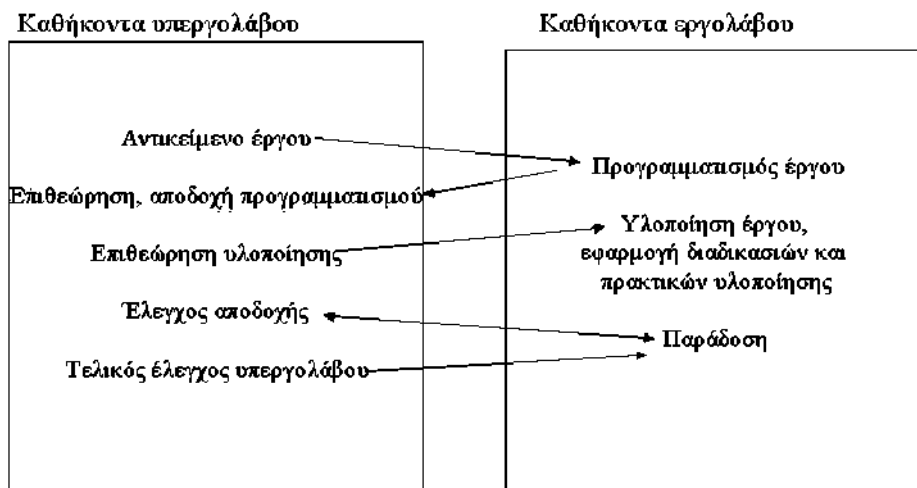 Καθήκοντα υπεργολάβου
Αντικείμενο έργου
Επιθεώρηση, αποδοχή προγραμματισμού
Επιθεώρηση υλοποίησης
Έλεγχος αποδοχής
Τελικός έλεγχος υπεργολάβου
Καθήκοντα εργολάβου
Προγραμματισμός έργου
Υλοποίηση έργου,
εφαρμογή διαδικασιών και
πρακτικών υλοποίησης
Παράδοση